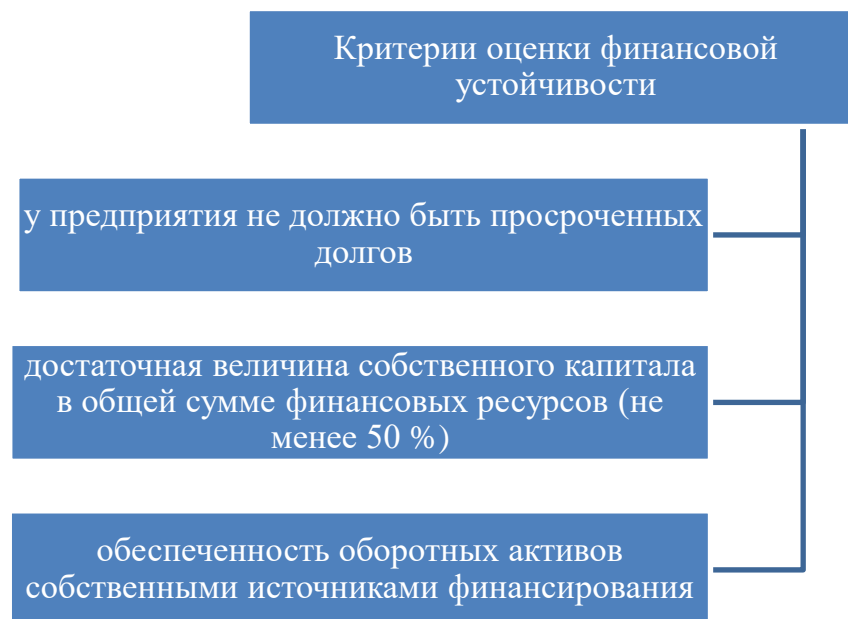 Критерии оценки финансовой
устойчивости
у предприятия не должно быть просроченных
долгов
достаточная величина собственного капитала
в общей сумме финансовых ресурсов (не
менее 50 %)
обеспеченность оборотных активов
собственными источниками финансирования